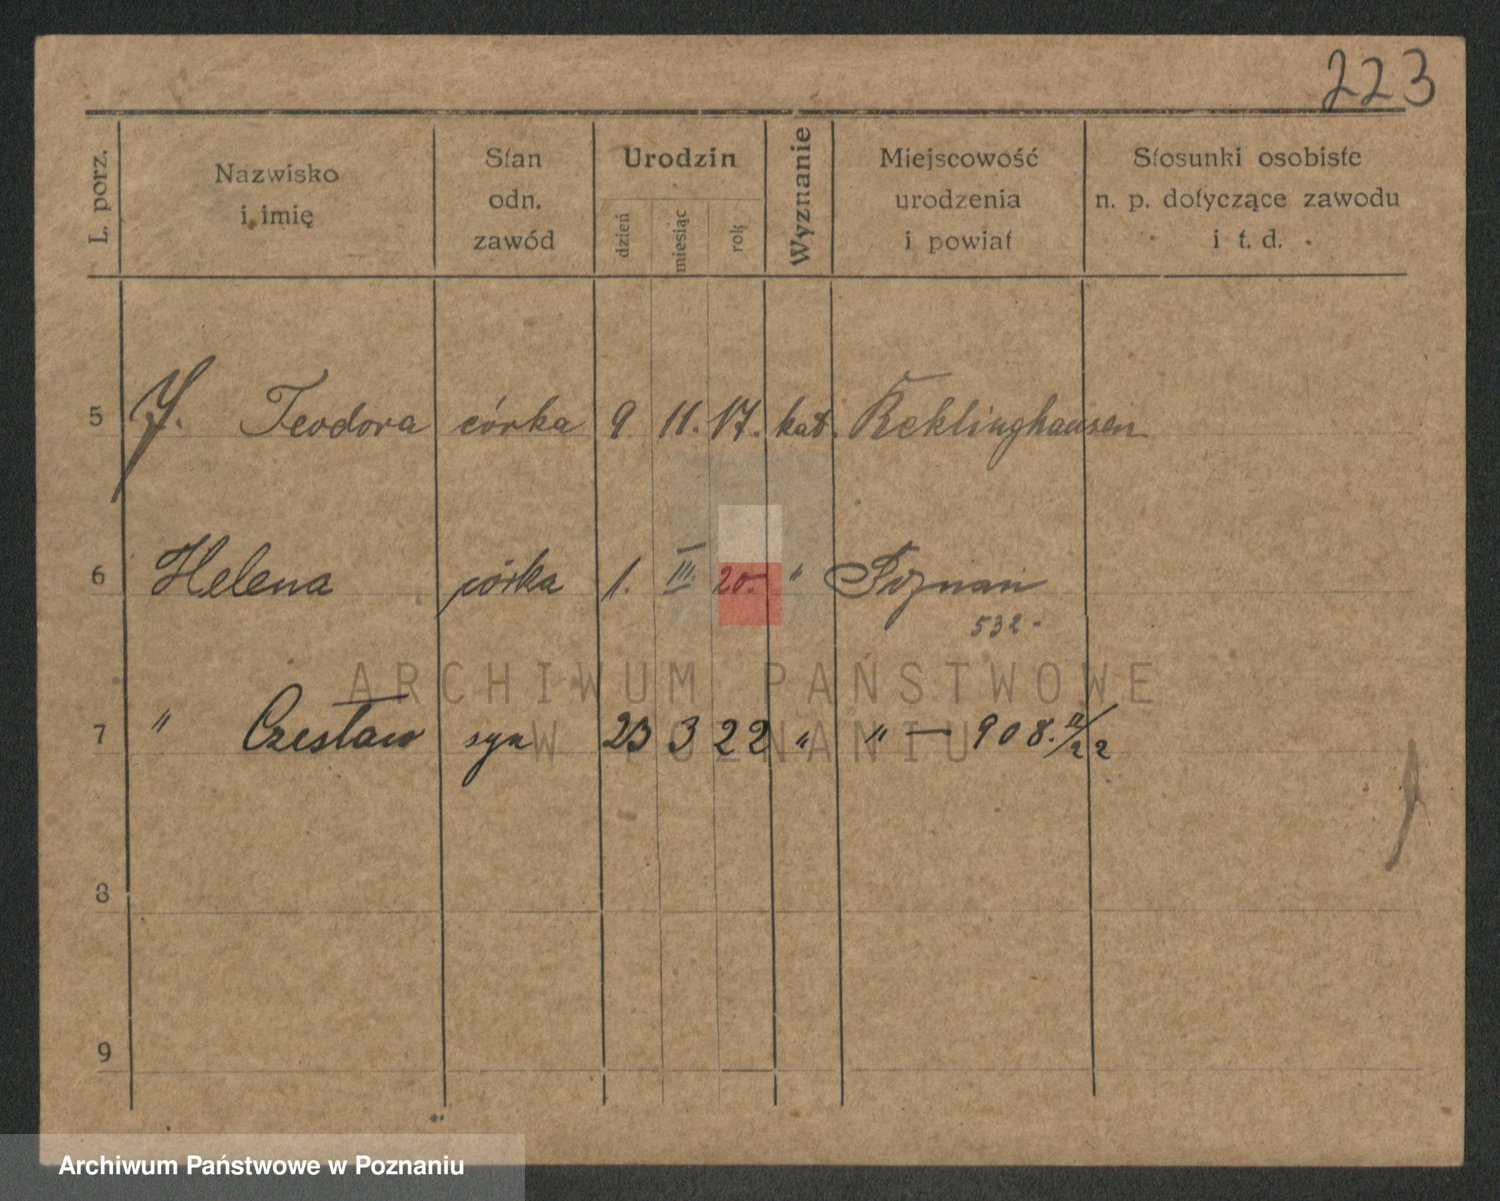 223
L. porz.
Nazwisko
i imię
Stan
odn.
zawód
Urodzin
dzień
miesiąc
rok
Wyznanie
Miejscowość
urodzenia
i powiat
Stosunki osobiste
n. p. dotyczące zawodu
i t. d.
5 Teodora córka 9 11. 17. kat. Reklinghausen
6 Helena córka 1. III. 20. " Poznań
532.
ARCHIWUM PAŃSTWOWE
W POZNANIU
7 " Czesław syn 23 3 22 " " — 908.
8
9
Archiwum Państwowe w Poznaniu